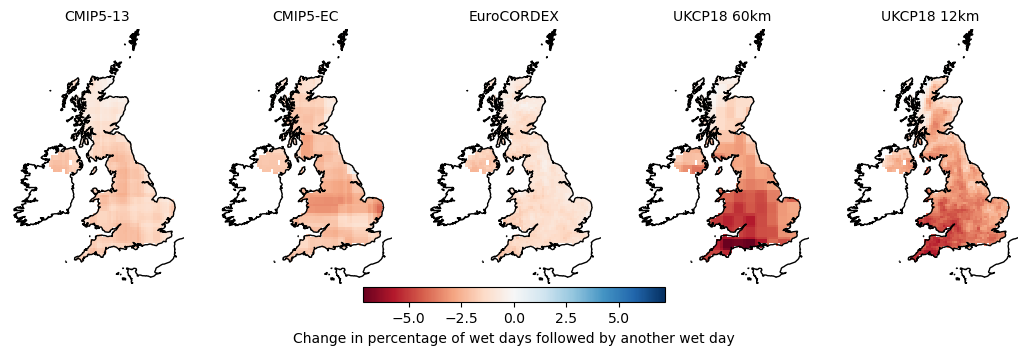 CMIP5-13 CMIP5-EC EuroCORDEX UKCP18 60km UKCP18 12km
−5.0 −2.5 0.0 2.5 5.0
Change in percentage of wet days followed by another wet day